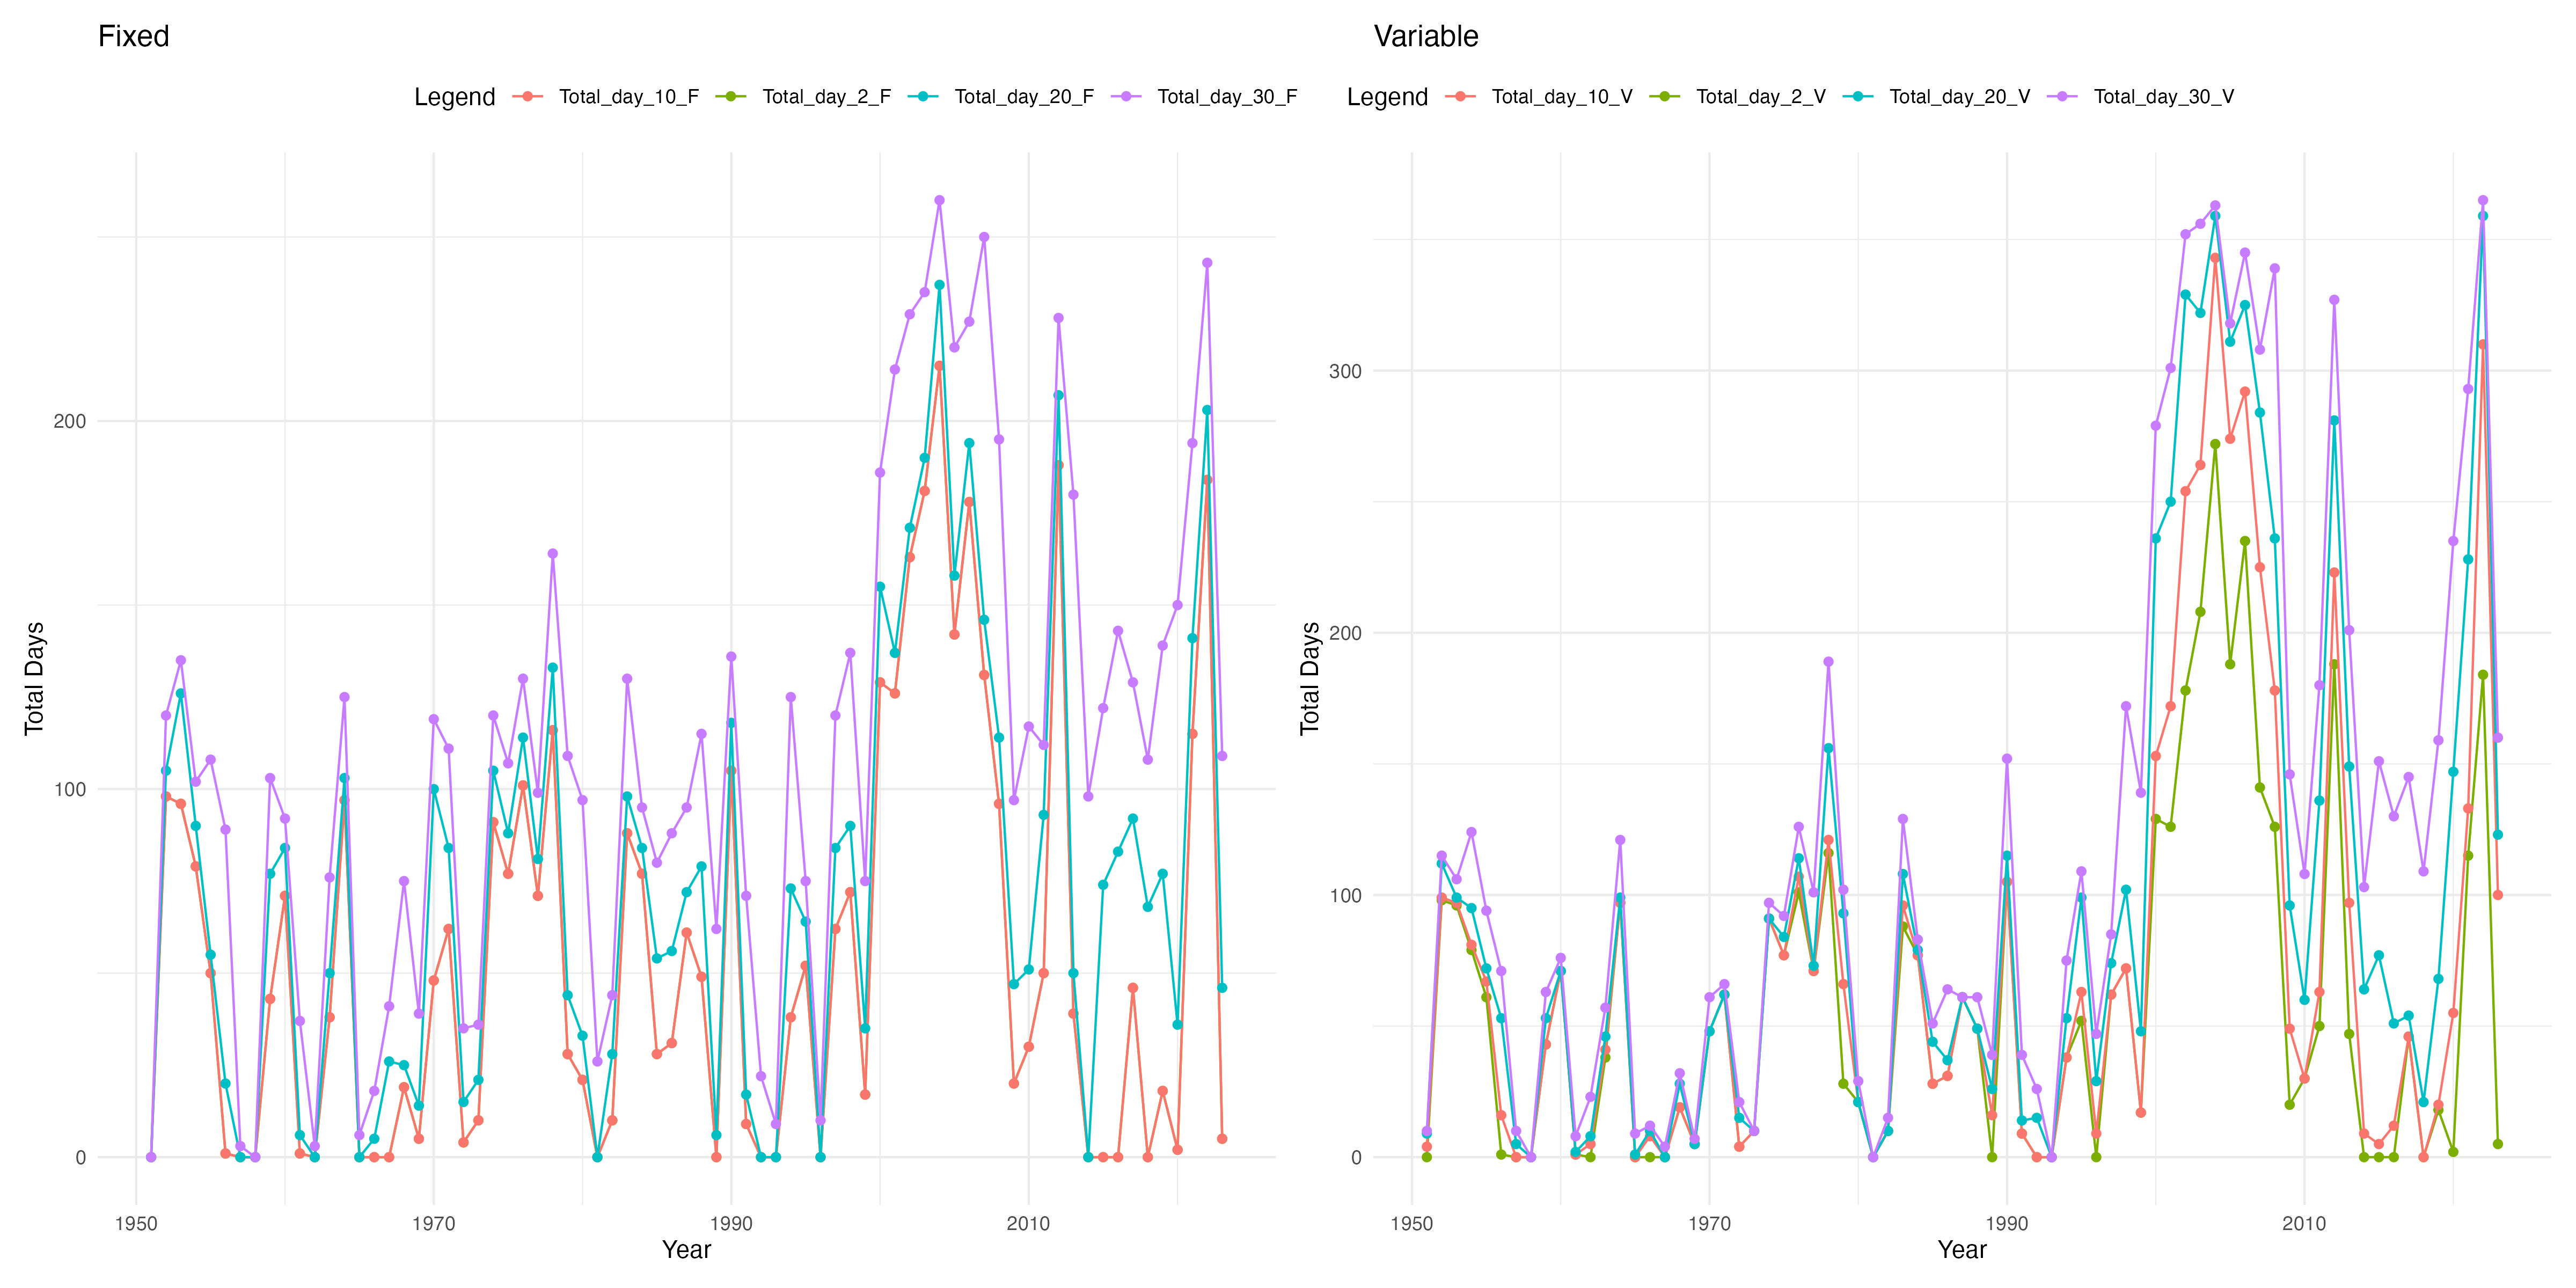 Fixed
Legend Total_day_10_F Total_day_2_F Total_day_20_F Total_day_30_F
Total Days
200
100
0
1950 1970 1990 2010
Year
Variable
Legend Total_day_10_V Total_day_2_V Total_day_20_V Total_day_30_V
Total Days
300
200
100
0
1950 1970 1990 2010
Year